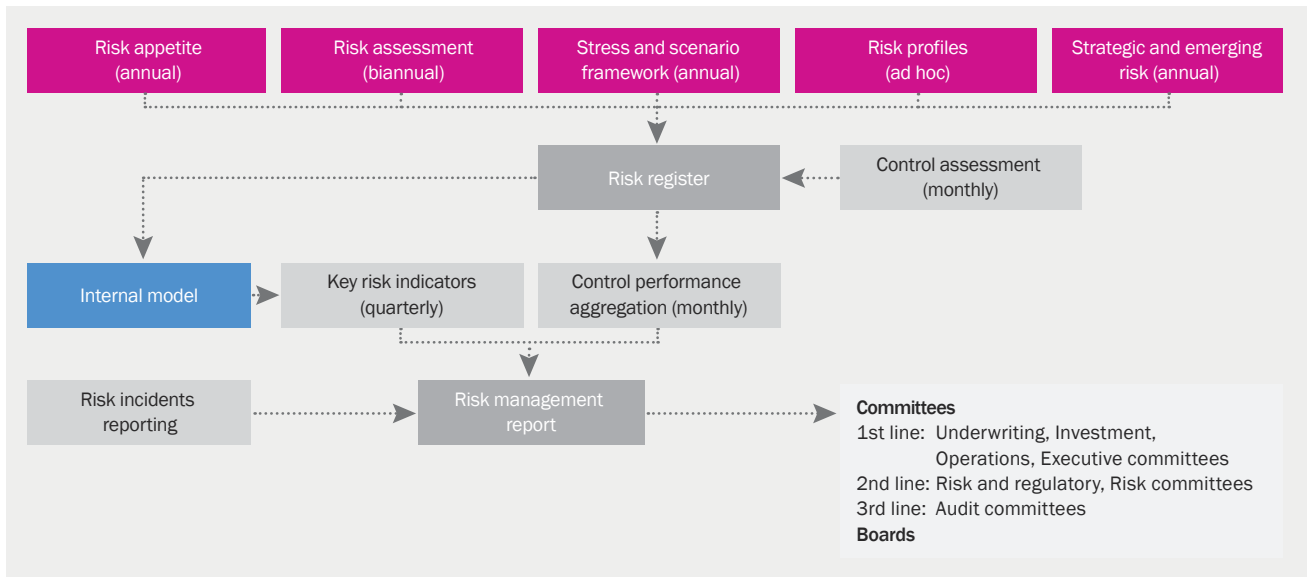 Risk appetite
(annual)
Risk assessment
(biannual)
Stress and scenario
framework (annual)
Risk profiles
(ad hoc)
Strategic and emerging
risk (annual)
Risk register
Control assessment
(monthly)
Internal model
Key risk indicators
(quarterly)
Control performance
aggregation (monthly)
Risk incidents
reporting
Risk management
report
Committees
1st line: Underwriting, Investment,
Operations, Executive committees
2nd line: Risk and regulatory, Risk committees
3rd line: Audit committees
Boards